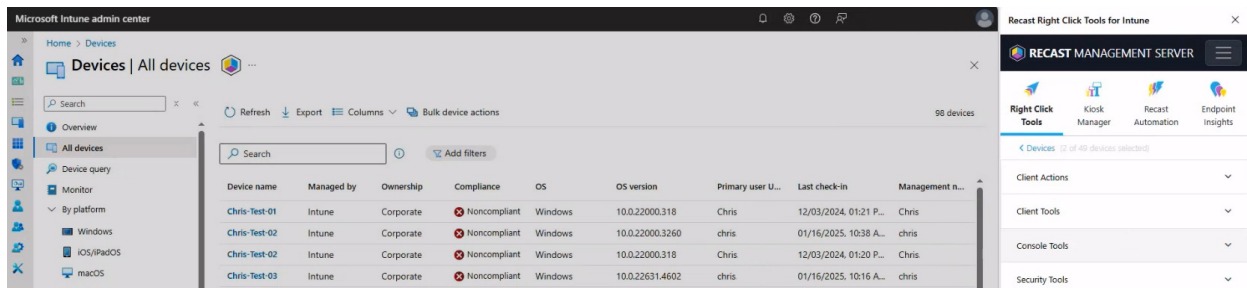 Microsoft Intune admin center
Recast Right Click Tools for Intune
Home > Devices
Devices | All devices
RECAST MANAGEMENT SERVER
Search
Refresh Export Columns Bulk device actions
98 devices
Right Click Tools
Kiosk Manager
Recast Automation
Endpoint Insights
Overview
All devices
Device query
Monitor
By platform
Windows
iOS/iPadOS
macOS
Search
Add filters
Device name Managed by Ownership Compliance OS OS version Primary user U... Last check-in Management n...
Chris-Test-01 Intune Corporate Noncompliant Windows 10.0.22000.318 Chris 12/03/2024, 01:21 P... Chris
Chris-Test-02 Intune Corporate Noncompliant Windows 10.0.22000.3260 chris 01/16/2025, 10:38 A... chris
Chris-Test-02 Intune Corporate Noncompliant Windows 10.0.22000.318 Chris 12/03/2024, 01:20 P... Chris
Chris-Test-03 Intune Corporate Noncompliant Windows 10.0.22631.4602 chris 01/16/2025, 10:16 A... chris
< Devices (2 of 48 devices selected)
Client Actions
Client Tools
Console Tools
Security Tools